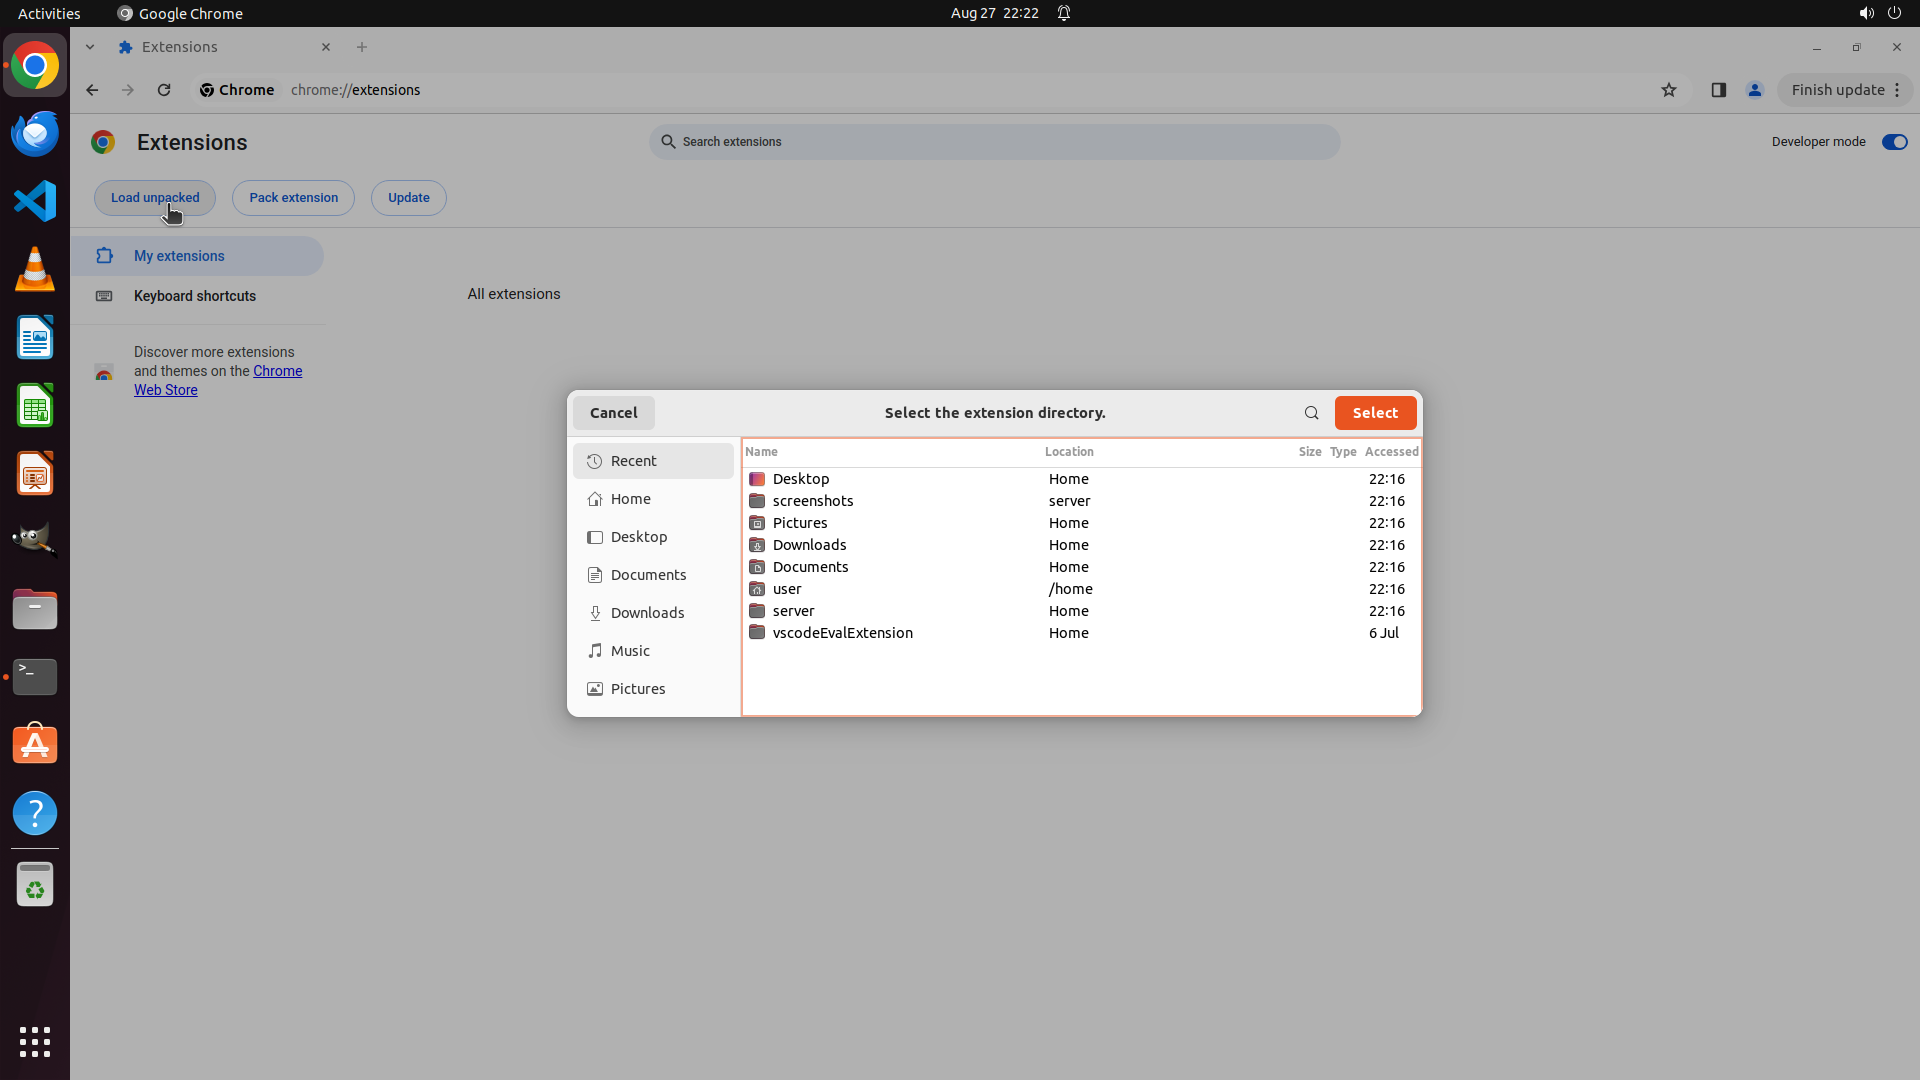 Activities
Google Chrome
Aug 27 22:22
Extensions
Chrome
chrome://extensions
Finish update
Extensions
Search extensions
Developer mode
Load unpacked
Pack extension
Update
My extensions
Keyboard shortcuts
All extensions
Discover more extensions
and themes on the Chrome
Web Store
Cancel
Select the extension directory.
Select
Recent
Home
Desktop
Documents
Downloads
Music
Pictures
Name Location Size Type Accessed
Desktop Home 22:16
screenshots server 22:16
Pictures Home 22:16
Downloads Home 22:16
Documents Home 22:16
user /home 22:16
server Home 22:16
vscodeEvalExtension Home 6 Jul